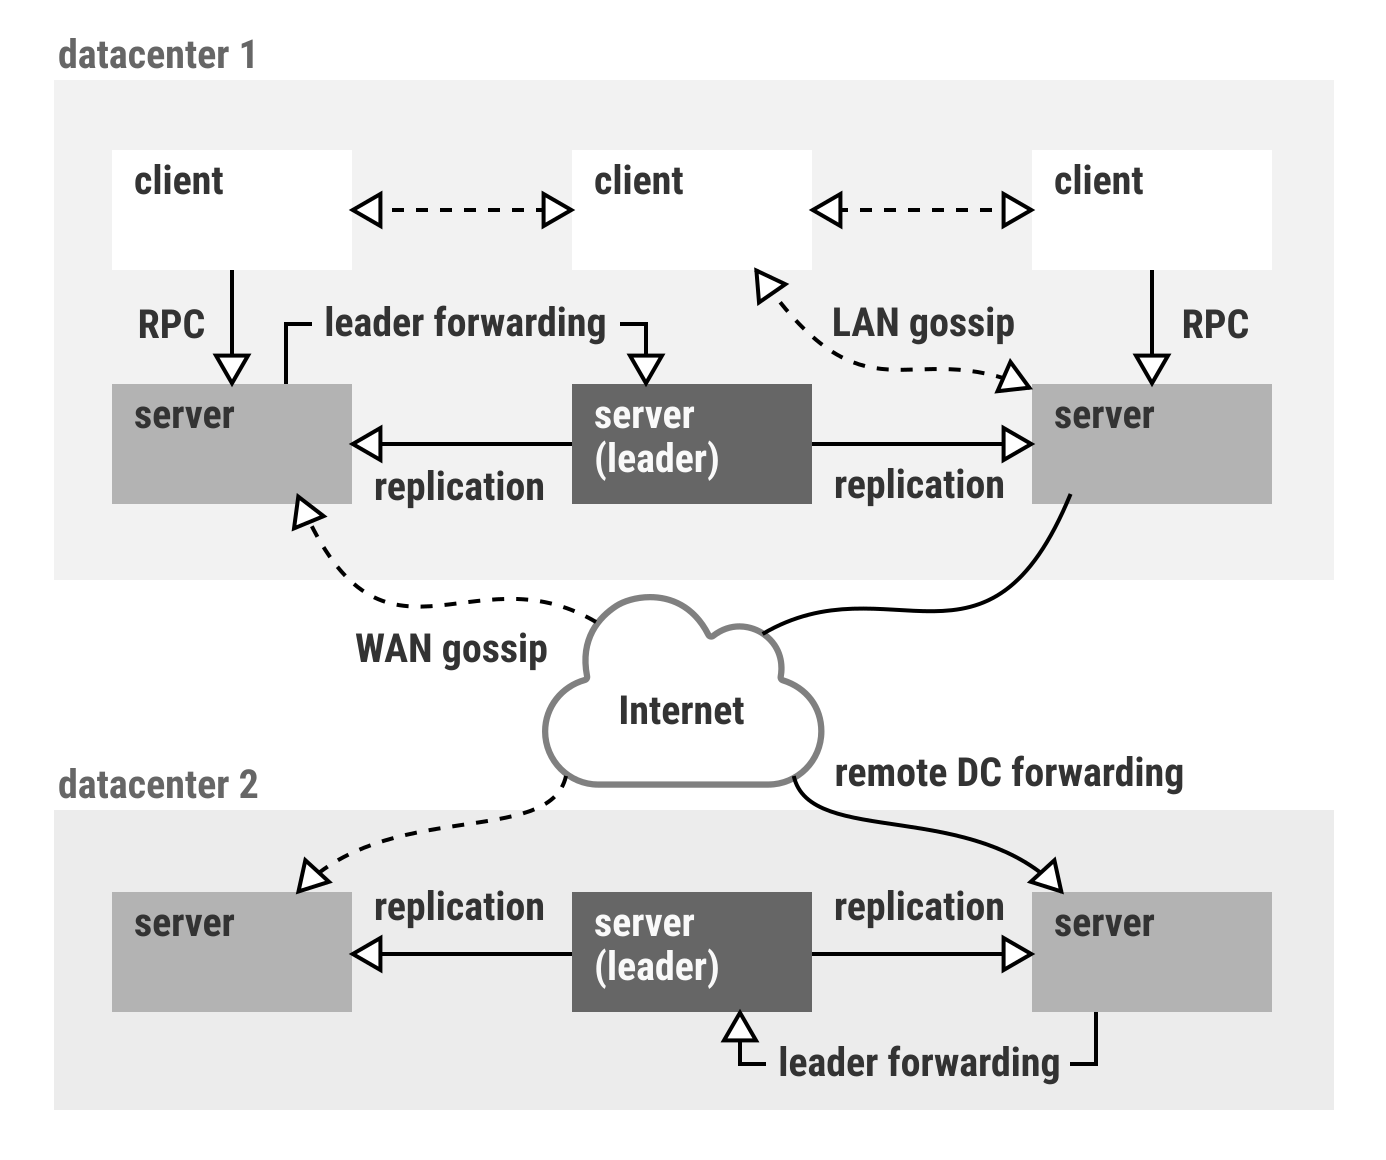 datacenter 1
client
client
client
RPC
leader forwarding
LAN gossip
RPC
server
server
(leader)
server
replication
replication
WAN gossip
Internet
remote DC forwarding
datacenter 2
server
replication
server
(leader)
replication
server
leader forwarding